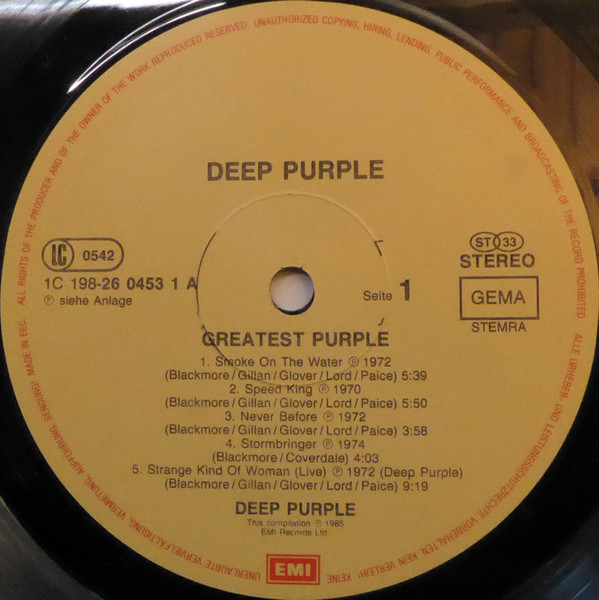 ALL RIGHTS OF THE PRODUCER AND OF THE OWNER OF THE WORK REPRODUCED RESERVED. UNAUTHORIZED COPYING, HIRING, LENDING, PUBLIC PERFORMANCE AND BROADCASTING OF THE RECORD PROHIBITED. ALLE URHEBER- UND LEISTUNGSSCHUTZRECHTE VORBEHALTEN. KEIN VERLEIH! KEINE UNERLAUBTE VERVIELFÄLTIGUNG, VERMIETUNG, AUFFÜHRUNG, SENDUNG! MADE IN EEC.
DEEP PURPLE
LC 0542
ST 33
STEREO
1C 198-26 0453 1 A
℗ siehe Anlage
Seite 1
GEMA
STEMRA
GREATEST PURPLE
1. Smoke On The Water ℗ 1972
(Blackmore/Gillan/Glover/Lord/Paice) 5:39
2. Speed King ℗ 1970
(Blackmore/Gillan/Glover/Lord/Paice) 5:50
3. Never Before ℗ 1972
(Blackmore/Gillan/Glover/Lord/Paice) 3:58
4. Stormbringer ℗ 1974
(Blackmore/Coverdale) 4:03
5. Strange Kind Of Woman (Live) ℗ 1972 (Deep Purple)
(Blackmore/Gillan/Glover/Lord/Paice) 9:19
DEEP PURPLE
This compilation ℗ 1985
EMI Records Ltd.
EMI